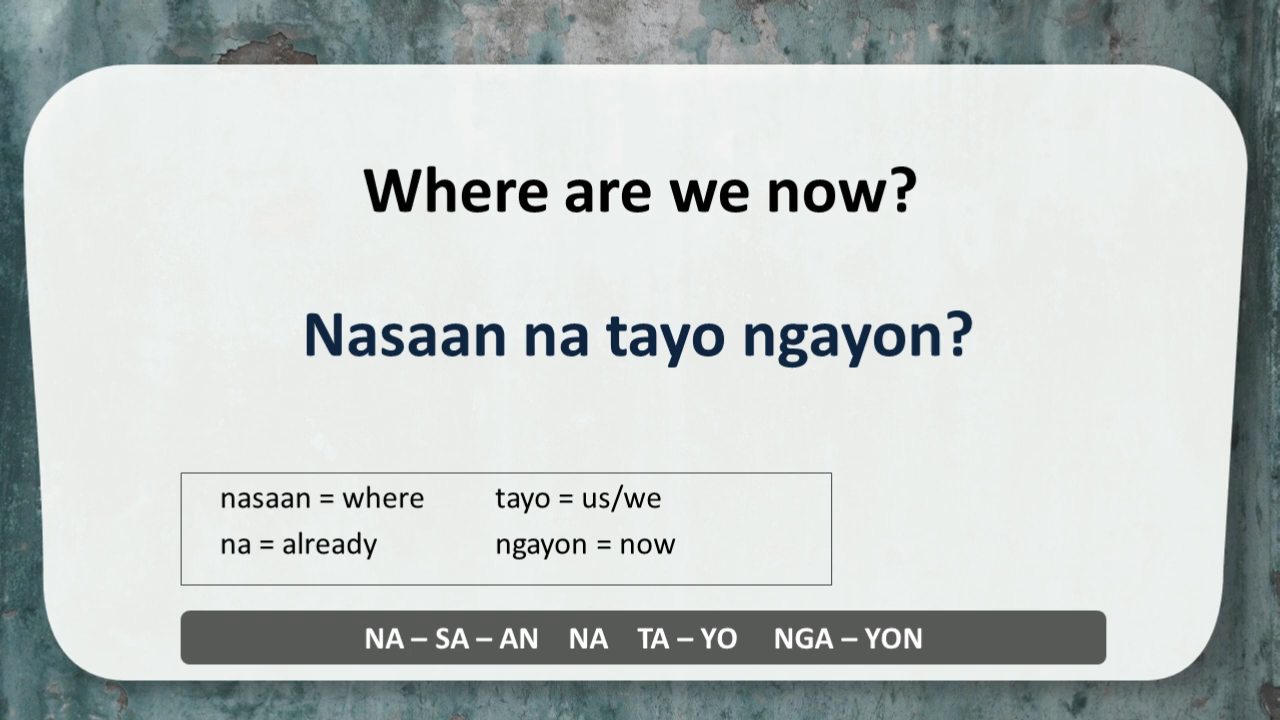 Where are we now?
Nasaan na tayo ngayon?
nasaan = where tayo = us/we
na = already ngayon = now
NA – SA – AN NA TA – YO NGA – YON